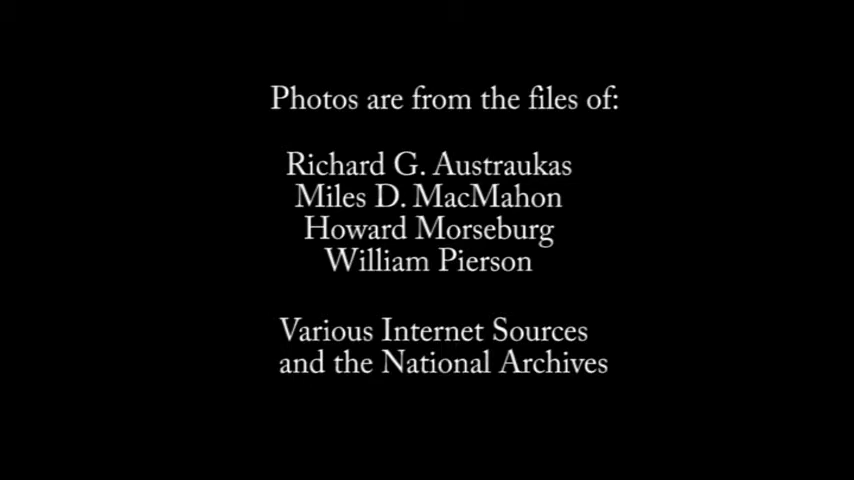 Photos are from the files of:
Richard G. Austraukas
Miles D. MacMahon
Howard Morseburg
William Pierson
Various Internet Sources
and the National Archives